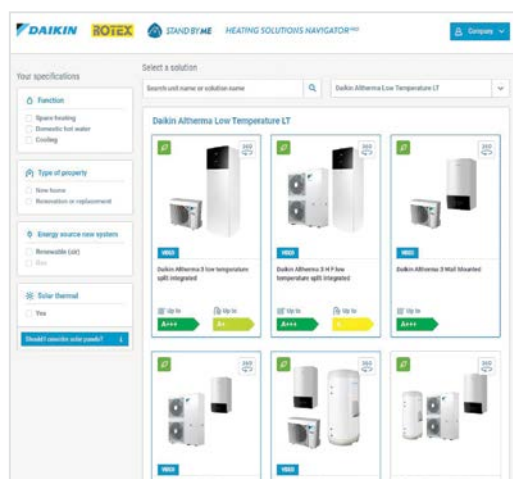 DAIKIN
ROTEX
STAND BY ME
HEATING SOLUTIONS NAVIGATOR
Company
Your specifications
Function
Space heating
Domestic hot water
Cooling
Type of property
New home
Renovation or replacement
Energy source new system
Renewable (air)
Gas
Solar thermal
Yes
Should I consider solar panels?
Select a solution
Search unit name or solution name
Daikin Altherma Low Temperature LT
Daikin Altherma Low Temperature LT
360
360
360
VIDEO
VIDEO
Daikin Altherma 3 low temperature
split integrated
Daikin Altherma 3 H F low
temperature split integrated
Daikin Altherma 3 Wall Mounted
Up to
Up to
Up to
Up to
Up to
A+++
A+
A+++
A+++
360
360
360
VIDEO
VIDEO